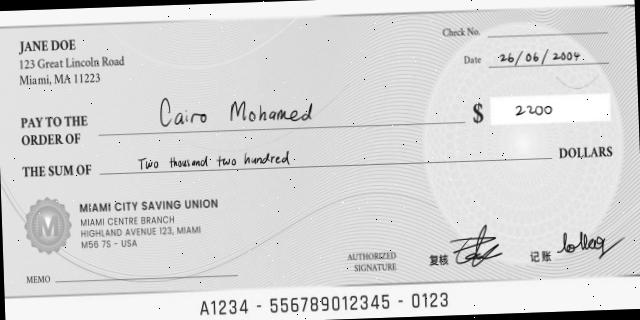 JANE DOE
123 Great Lincoln Road
Miami, MA 11223
Check No.
Date 26/06/2004.
PAY TO THE ORDER OF Cairo Mohamed $ 2200
THE SUM OF Two thousand two hundred. DOLLARS
M
MIAMI CITY SAVING UNION
MIAMI CENTRE BRANCH
HIGHLAND AVENUE 123, MIAMI
M56 7S - USA
MEMO
AUTHORIZED SIGNATURE
复核
记账
A1234 - 556789012345 - 0123